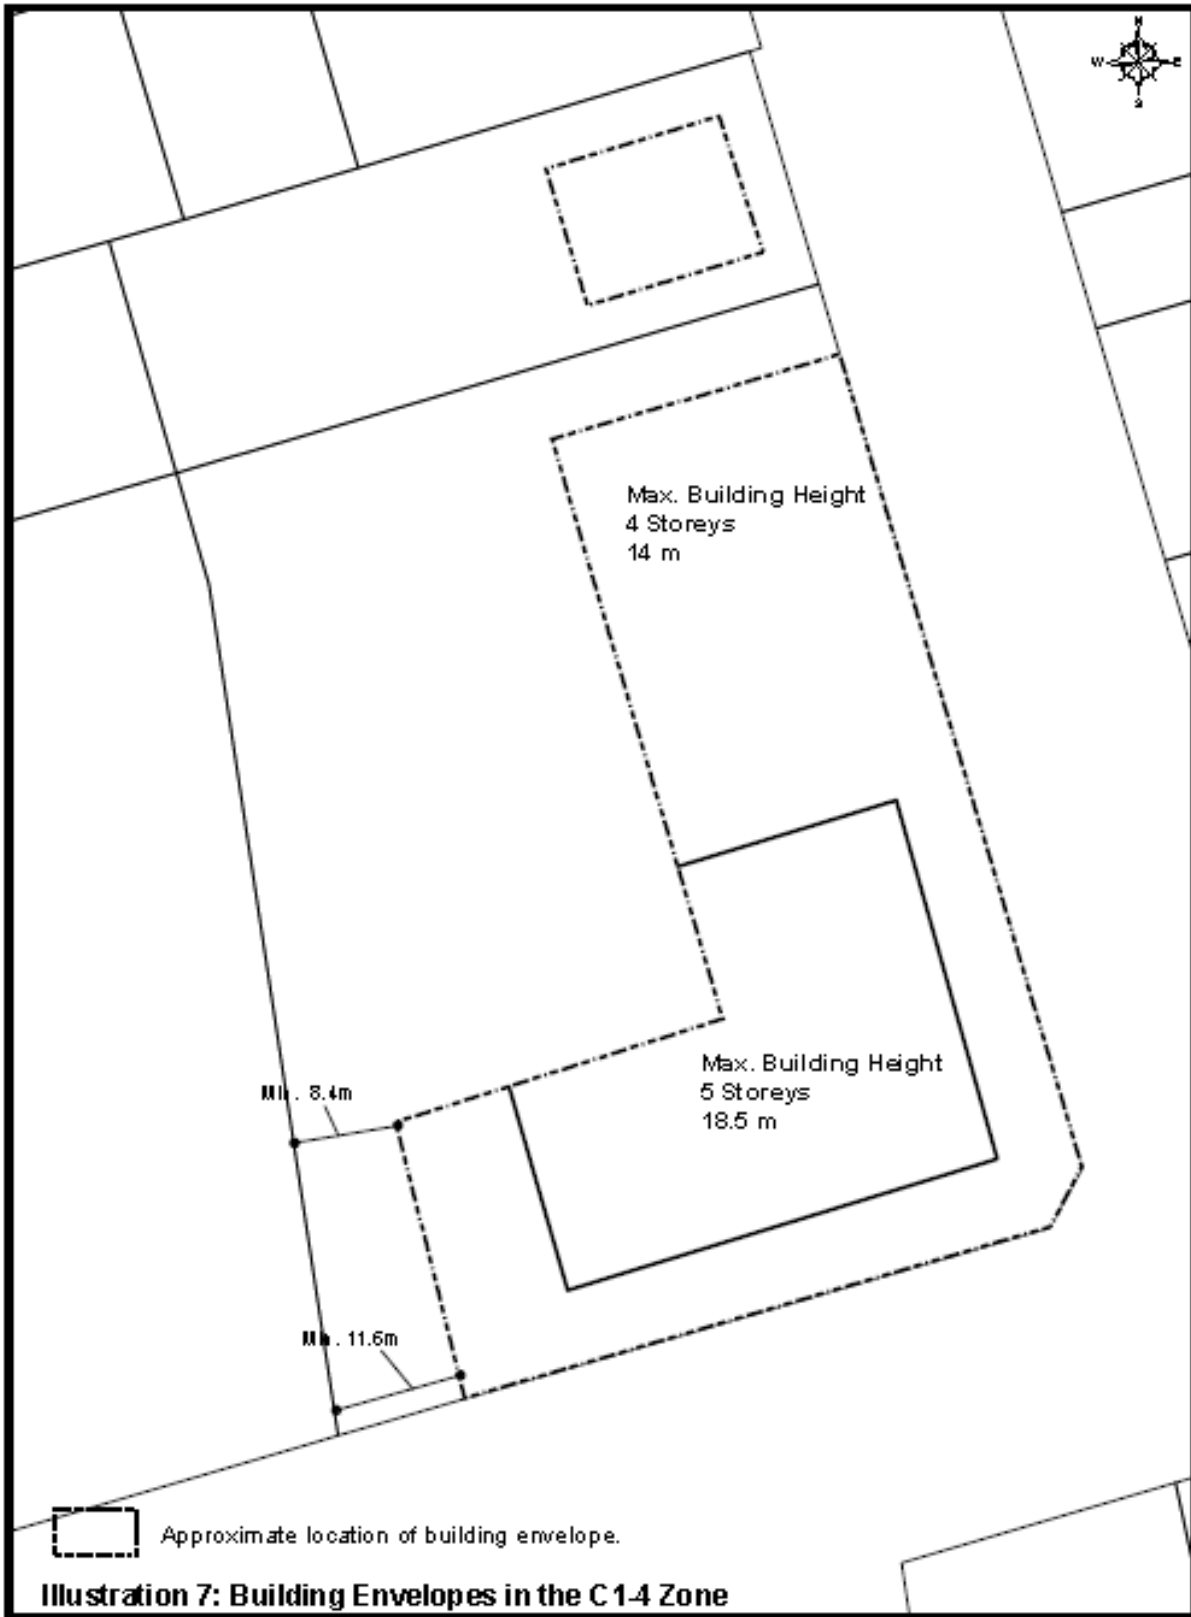 N
W E
S
Max. Building Height
4 Storeys
14 m
Max. Building Height
5 Storeys
18.5 m
Min. 8.4m
Min. 11.6m
Approximate location of building envelope.
Illustration 7: Building Envelopes in the C1-4 Zone